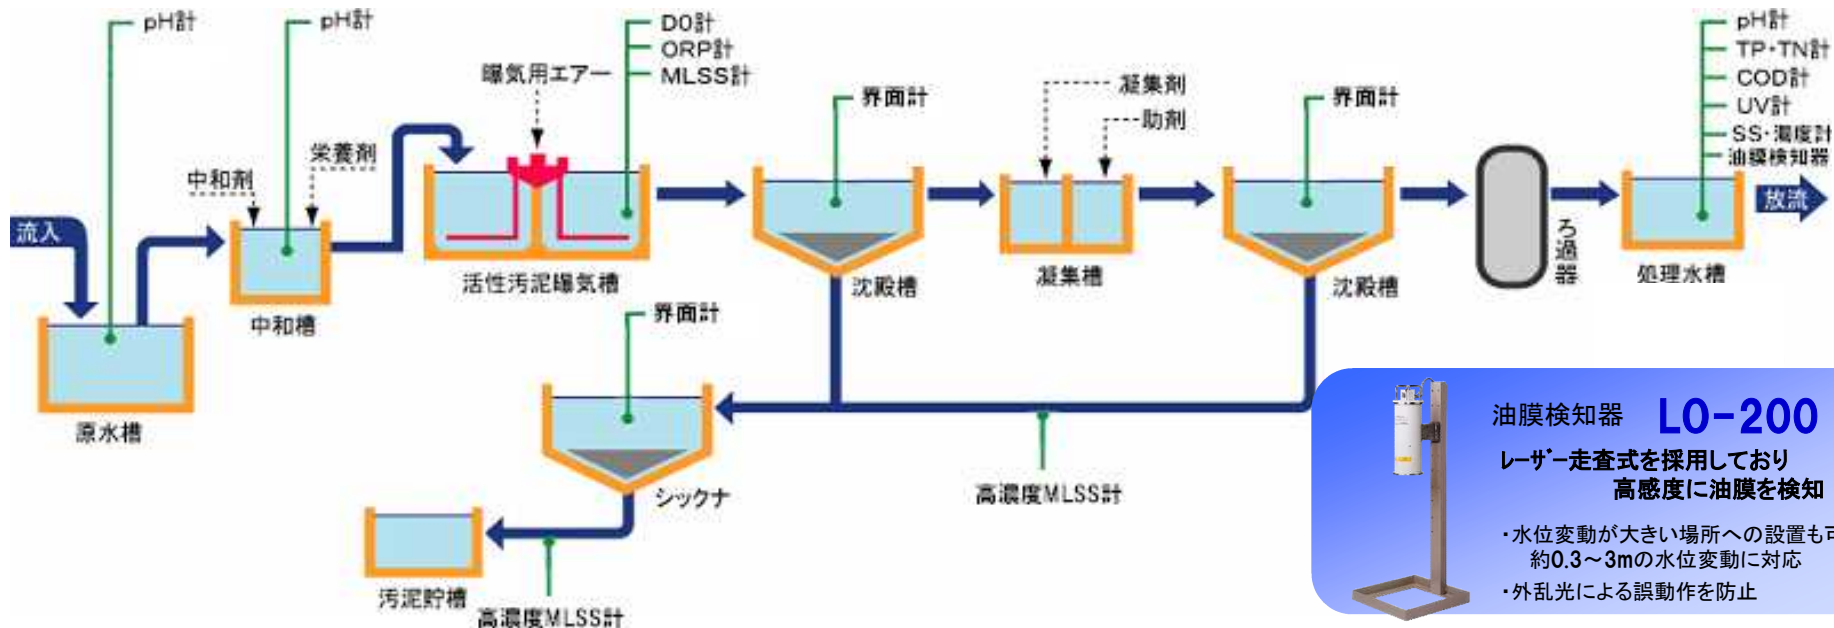 pH計
pH計
DO計
ORP計
MLSS計
曝気用エアー
界面計
凝集剤
助剤
界面計
pH計
TP・TN計
COD計
UV計
SS・濁度計
油膜検知器
中和剤
栄養剤
流入
放流
原水槽
中和槽
活性汚泥曝気槽
沈殿槽
凝集槽
沈殿槽
ろ過器
処理水槽
界面計
シックナ
汚泥貯槽
高濃度MLSS計
高濃度MLSS計
油膜検知器 LO-200
レーザー走査式を採用しており
高感度に油膜を検知
・水位変動が大きい場所への設置も可
約0.3～3mの水位変動に対応
・外乱光による誤動作を防止